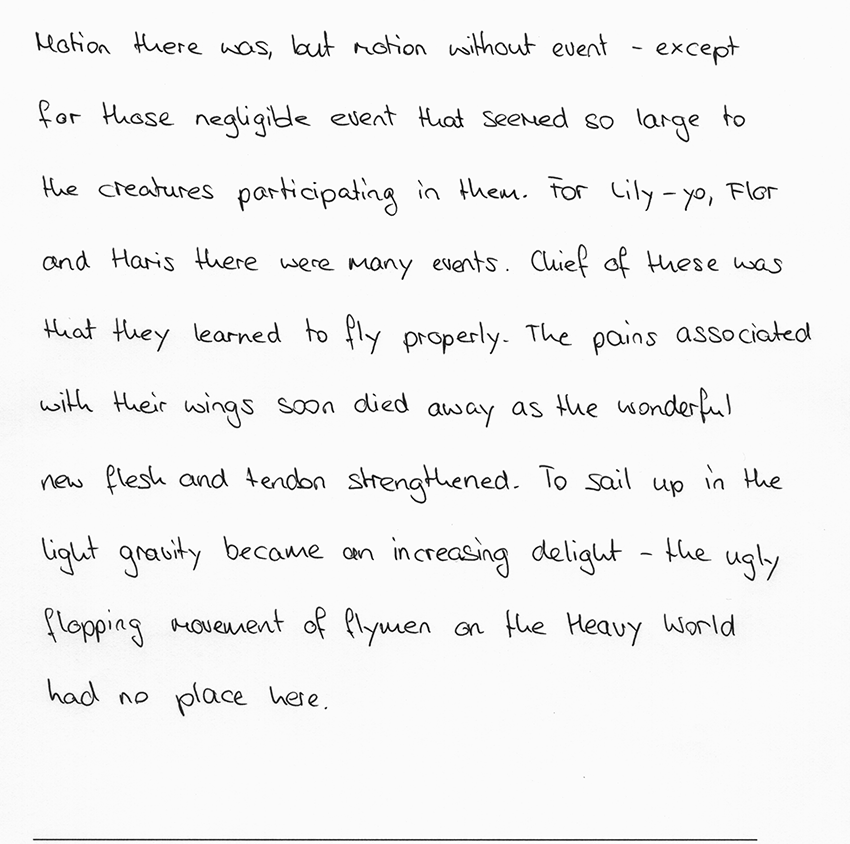 Motion there was, but motion without event - except
for those negligible event that seemed so large to
the creatures participating in them. For Lily-yo, Flor
and Haris there were many events. Chief of these was
that they learned to fly properly. The pains associated
with their wings soon died away as the wonderful
new flesh and tendon strengthened. To sail up in the
light gravity became an increasing delight - the ugly
flopping movement of flymen on the Heavy World
had no place here.